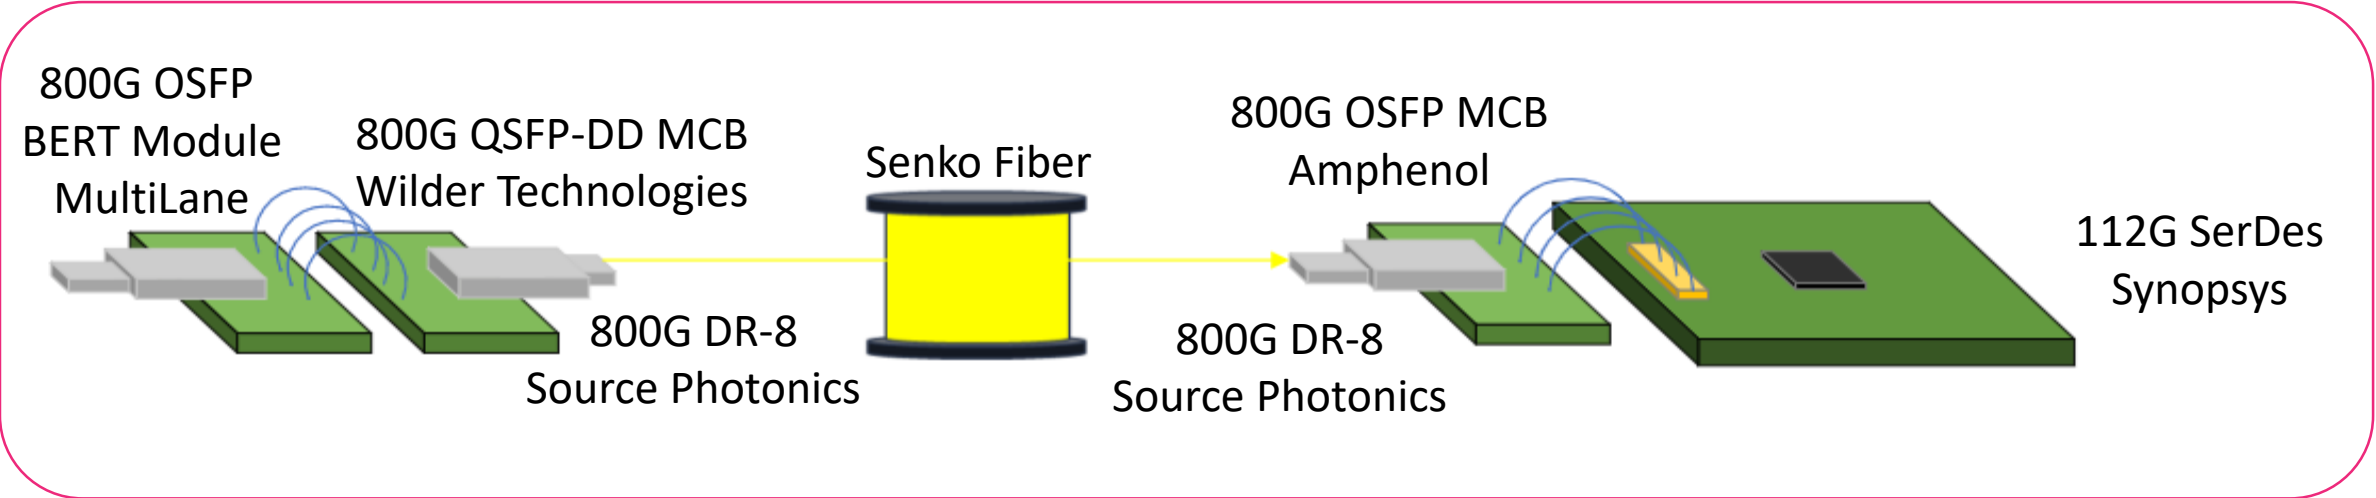 800G OSFP
BERT Module
MultiLane
800G QSFP-DD MCB
Wilder Technologies
800G DR-8
Source Photonics
Senko Fiber
800G OSFP MCB
Amphenol
800G DR-8
Source Photonics
112G SerDes
Synopsys